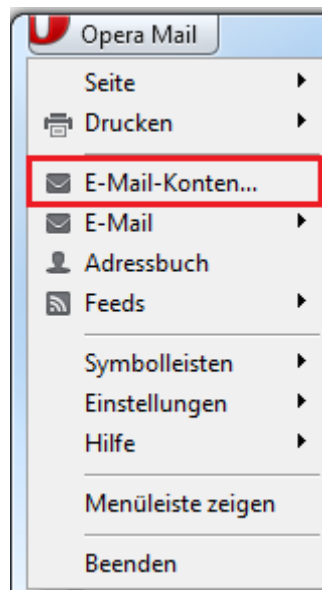 Opera Mail
Seite
Drucken
E-Mail-Konten...
E-Mail
Adressbuch
Feeds
Symbolleisten
Einstellungen
Hilfe
Menüleiste zeigen
Beenden